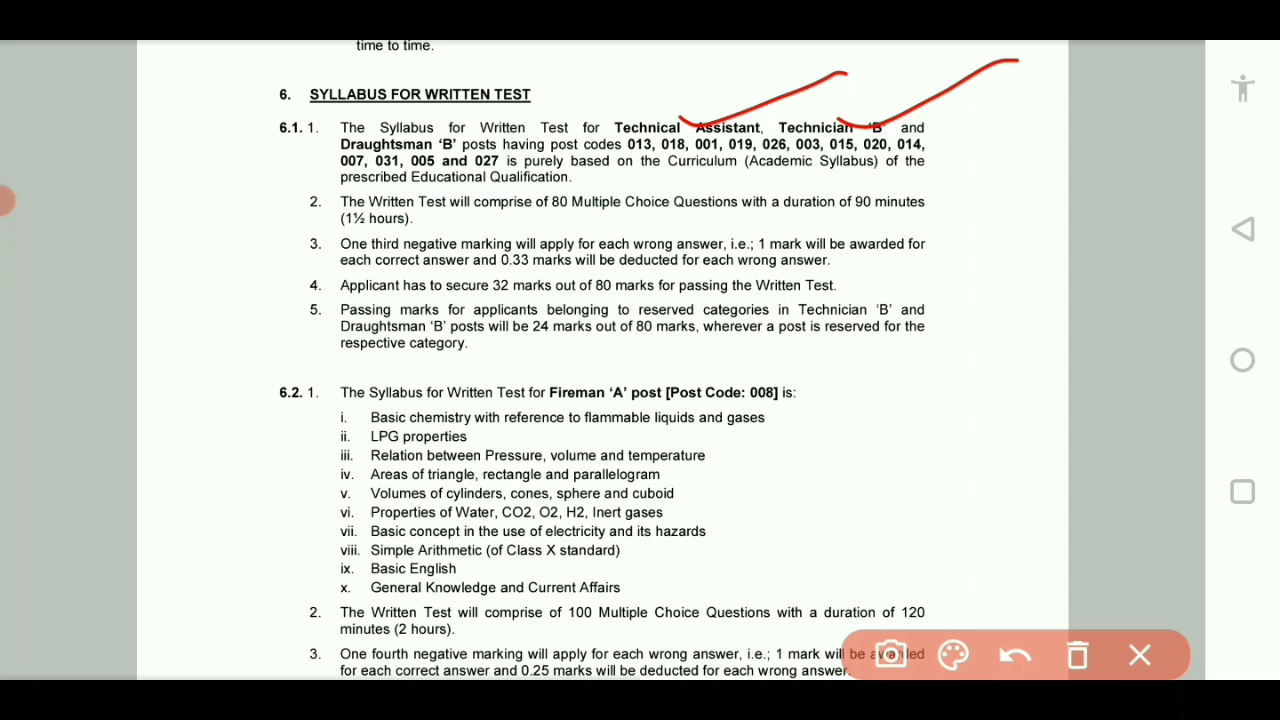 time to time.
6. SYLLABUS FOR WRITTEN TEST
6.1. 1. The Syllabus for Written Test for Technical Assistant, Technician ‘B’ and
Draughtsman ‘B’ posts having post codes 013, 018, 001, 019, 026, 003, 015, 020, 014,
007, 031, 005 and 027 is purely based on the Curriculum (Academic Syllabus) of the
prescribed Educational Qualification.
2. The Written Test will comprise of 80 Multiple Choice Questions with a duration of 90 minutes
(1½ hours).
3. One third negative marking will apply for each wrong answer, i.e.; 1 mark will be awarded for
each correct answer and 0.33 marks will be deducted for each wrong answer.
4. Applicant has to secure 32 marks out of 80 marks for passing the Written Test.
5. Passing marks for applicants belonging to reserved categories in Technician ‘B’ and
Draughtsman ‘B’ posts will be 24 marks out of 80 marks, wherever a post is reserved for the
respective category.
6.2. 1. The Syllabus for Written Test for Fireman ‘A’ post [Post Code: 008] is:
i. Basic chemistry with reference to flammable liquids and gases
ii. LPG properties
iii. Relation between Pressure, volume and temperature
iv. Areas of triangle, rectangle and parallelogram
v. Volumes of cylinders, cones, sphere and cuboid
vi. Properties of Water, CO2, O2, H2, Inert gases
vii. Basic concept in the use of electricity and its hazards
viii. Simple Arithmetic (of Class X standard)
ix. Basic English
x. General Knowledge and Current Affairs
2. The Written Test will comprise of 100 Multiple Choice Questions with a duration of 120
minutes (2 hours).
3. One fourth negative marking will apply for each wrong answer, i.e.; 1 mark will be awarded
for each correct answer and 0.25 marks will be deducted for each wrong answer.